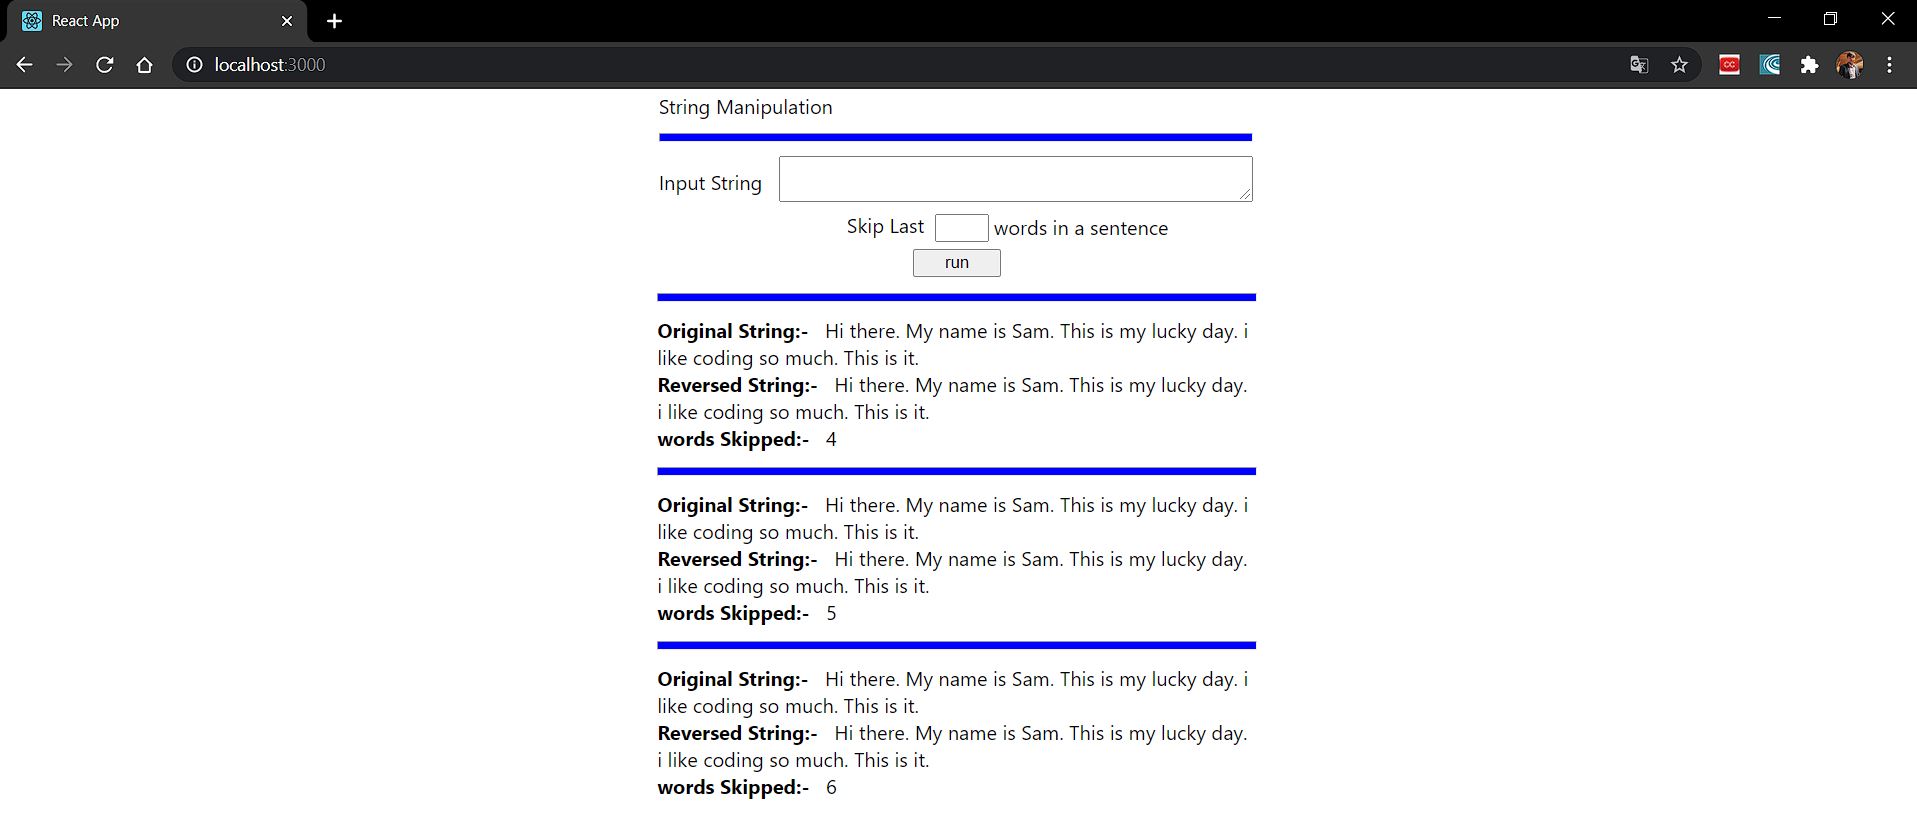 React App
localhost:3000
CC
String Manipulation
Input String
Skip Last words in a sentence
run
Original String:- Hi there. My name is Sam. This is my lucky day. i
like coding so much. This is it.
Reversed String:- Hi there. My name is Sam. This is my lucky day.
i like coding so much. This is it.
words Skipped:- 4
Original String:- Hi there. My name is Sam. This is my lucky day. i
like coding so much. This is it.
Reversed String:- Hi there. My name is Sam. This is my lucky day.
i like coding so much. This is it.
words Skipped:- 5
Original String:- Hi there. My name is Sam. This is my lucky day. i
like coding so much. This is it.
Reversed String:- Hi there. My name is Sam. This is my lucky day.
i like coding so much. This is it.
words Skipped:- 6